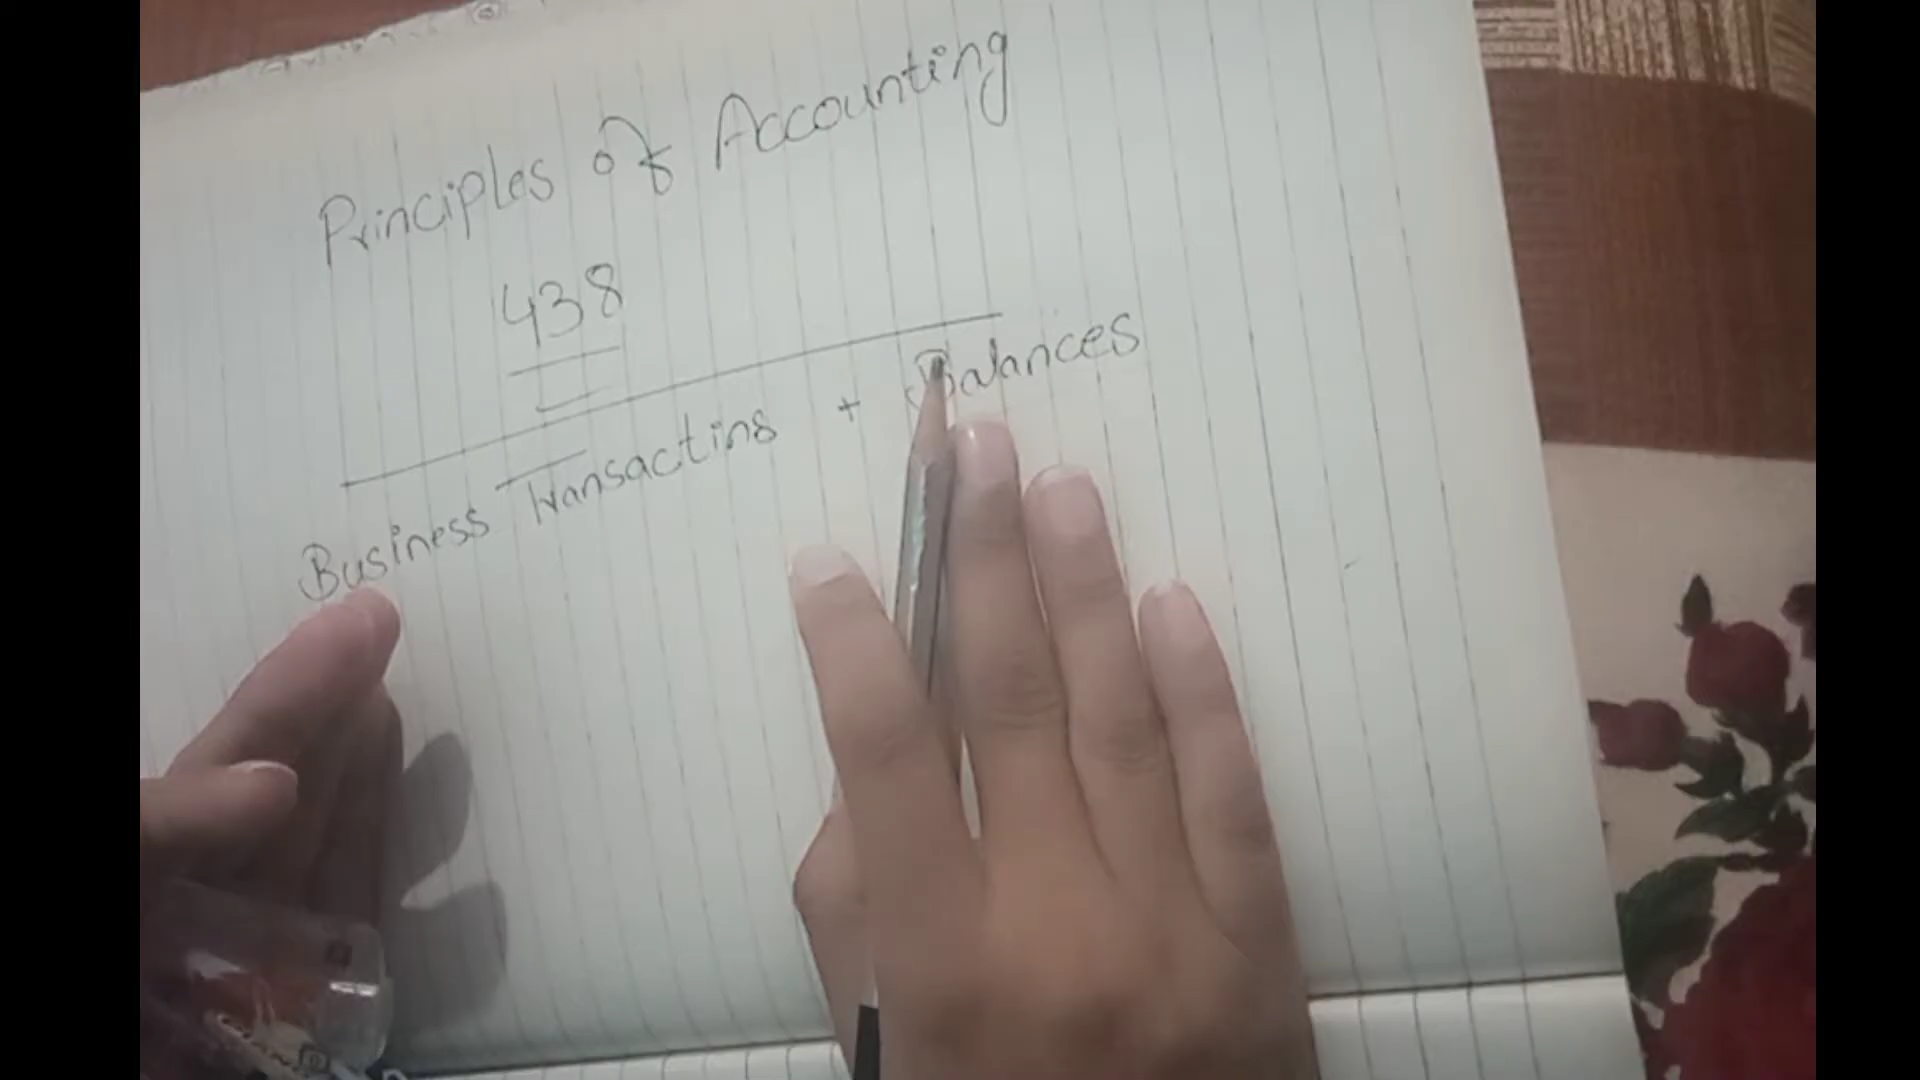 Principles of Accounting
438
Business Transactins + Balances